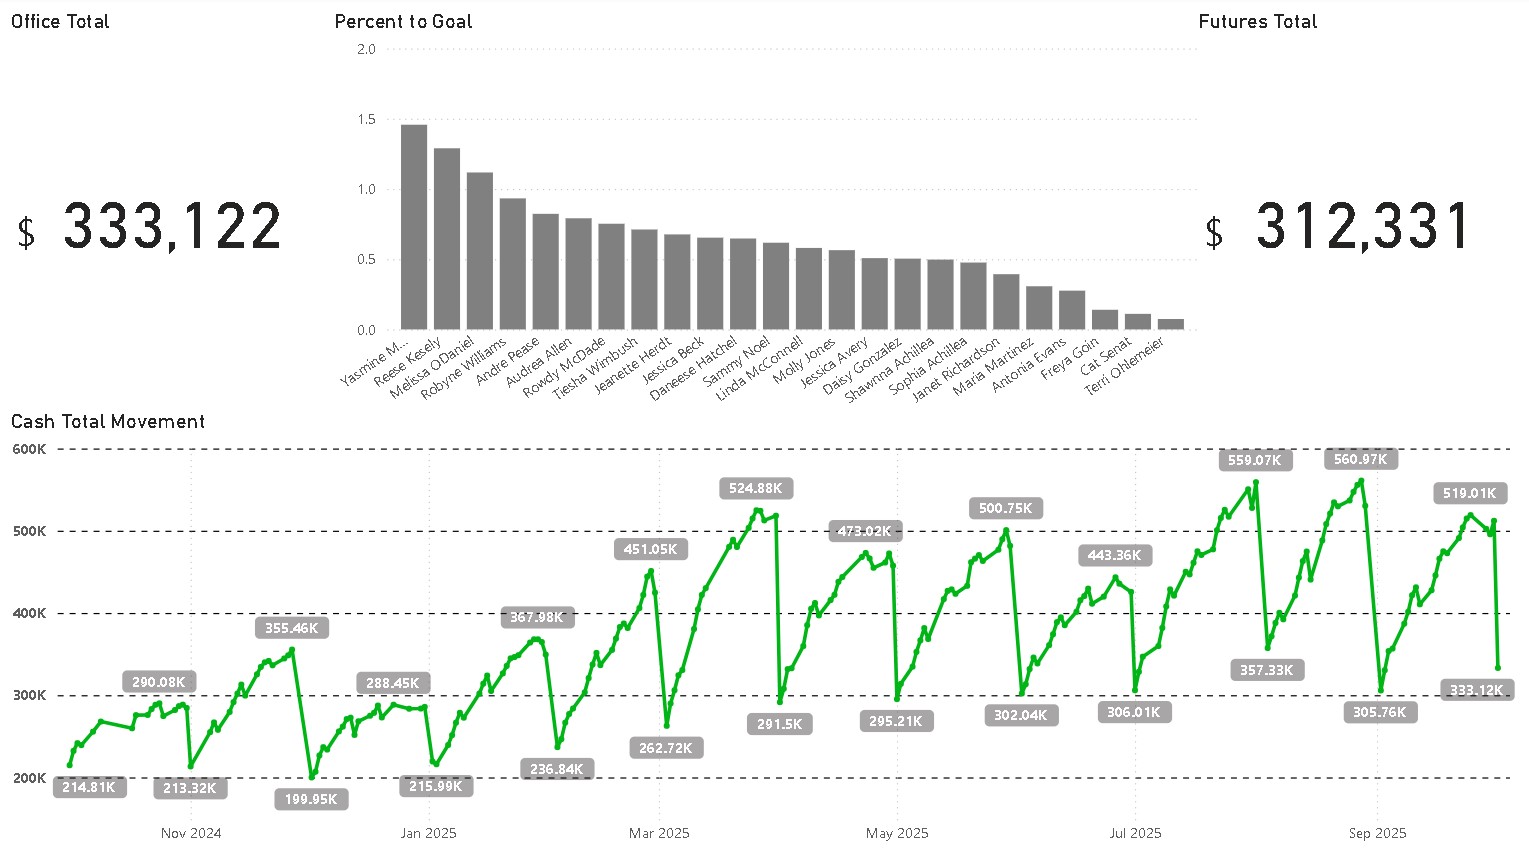 Office Total
$ 333,122
Percent to Goal
2.0
1.5
1.0
0.5
0.0
Yasmine M...
Reese Kesely
Melissa ODaniel
Robyne Williams
Andre Pease
Audrea Allen
Rowdy McDade
Tiesha Wimbush
Jeanette Herdt
Jessica Beck
Daneese Hatchel
Sammy Noel
Linda McConnell
Molly Jones
Jessica Avery
Daisy Gonzalez
Shawnna Achillea
Sophia Achillea
Janet Richardson
Maria Martinez
Antonia Evans
Freya Goin
Cat Senat
Terri Ohlemeier
Futures Total
$ 312,331
Cash Total Movement
600K
500K
400K
300K
200K
214.81K
290.08K
213.32K
355.46K
199.95K
288.45K
215.99K
367.98K
236.84K
451.05K
262.72K
524.88K
291.5K
473.02K
295.21K
500.75K
302.04K
443.36K
306.01K
559.07K
357.33K
560.97K
305.76K
519.01K
333.12K
Nov 2024
Jan 2025
Mar 2025
May 2025
Jul 2025
Sep 2025